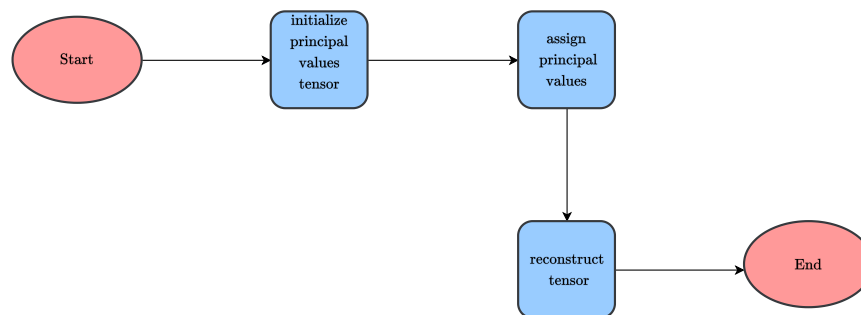 Start
initialize
principal
values
tensor
assign
principal
values
reconstruct
tensor
End